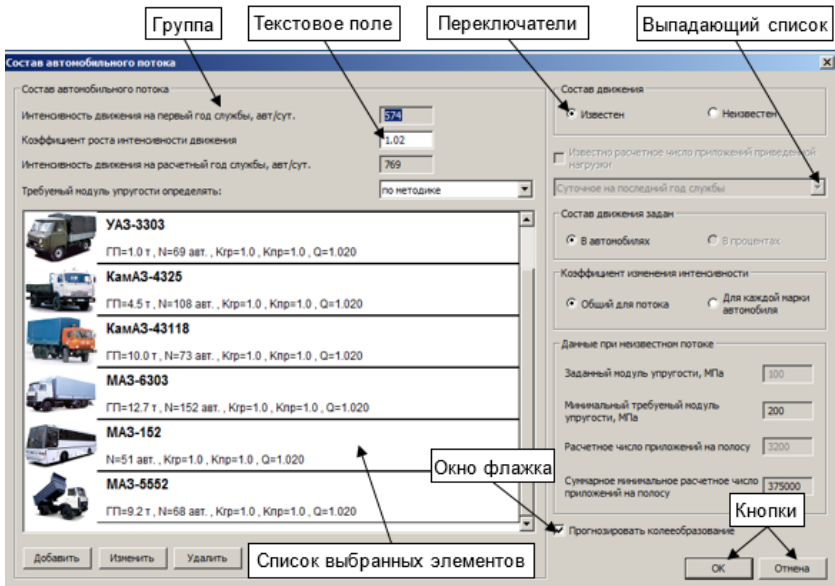 Группа
Текстовое поле
Переключатели
Выпадающий список
Состав автомобильного потока
Состав автомобильного потока
Интенсивность движения на первый год службы, авт/сут.
574
Коэффициент роста интенсивности движения
1.02
Интенсивность движения на расчетный год службы, авт/сут.
769
Требуемый модуль упругости определять:
по методике
УАЗ-3303
ГП=1.0 т , N=69 авт. , Кгр=1.0 , Кпр=1.0 , Q=1.020
КамАЗ-4325
ГП=4.5 т , N=108 авт. , Кгр=1.0 , Кпр=1.0 , Q=1.020
КамАЗ-43118
ГП=10.0 т , N=73 авт. , Кгр=1.0 , Кпр=1.0 , Q=1.020
МАЗ-6303
ГП=12.7 т , N=152 авт. , Кгр=1.0 , Кпр=1.0 , Q=1.020
МАЗ-152
N=51 авт. , Кгр=1.0 , Кпр=1.0 , Q=1.020
МАЗ-5552
ГП=9.2 т , N=68 авт. , Кгр=1.0 , Кпр=1.0 , Q=1.020
Добавить
Изменить
Удалить
Список выбранных элементов
Состав движения
Известен
Неизвестен
Известно расчетное число приложений приведенной
нагрузки
Суточное на последний год службы
Состав движения задан
В автомобилях
В процентах
Коэффициент изменения интенсивности
Общий для потока
Для каждой марки
автомобиля
Данные при неизвестном потоке
Заданный модуль упругости, МПа
100
Минимальный требуемый модуль
упругости, МПа
200
Расчетное число приложений на полосу
3200
Суммарное минимальное расчетное число
приложений на полосу
375000
Окно флажка
Прогнозировать колееобразование
Кнопки
OK
Отмена